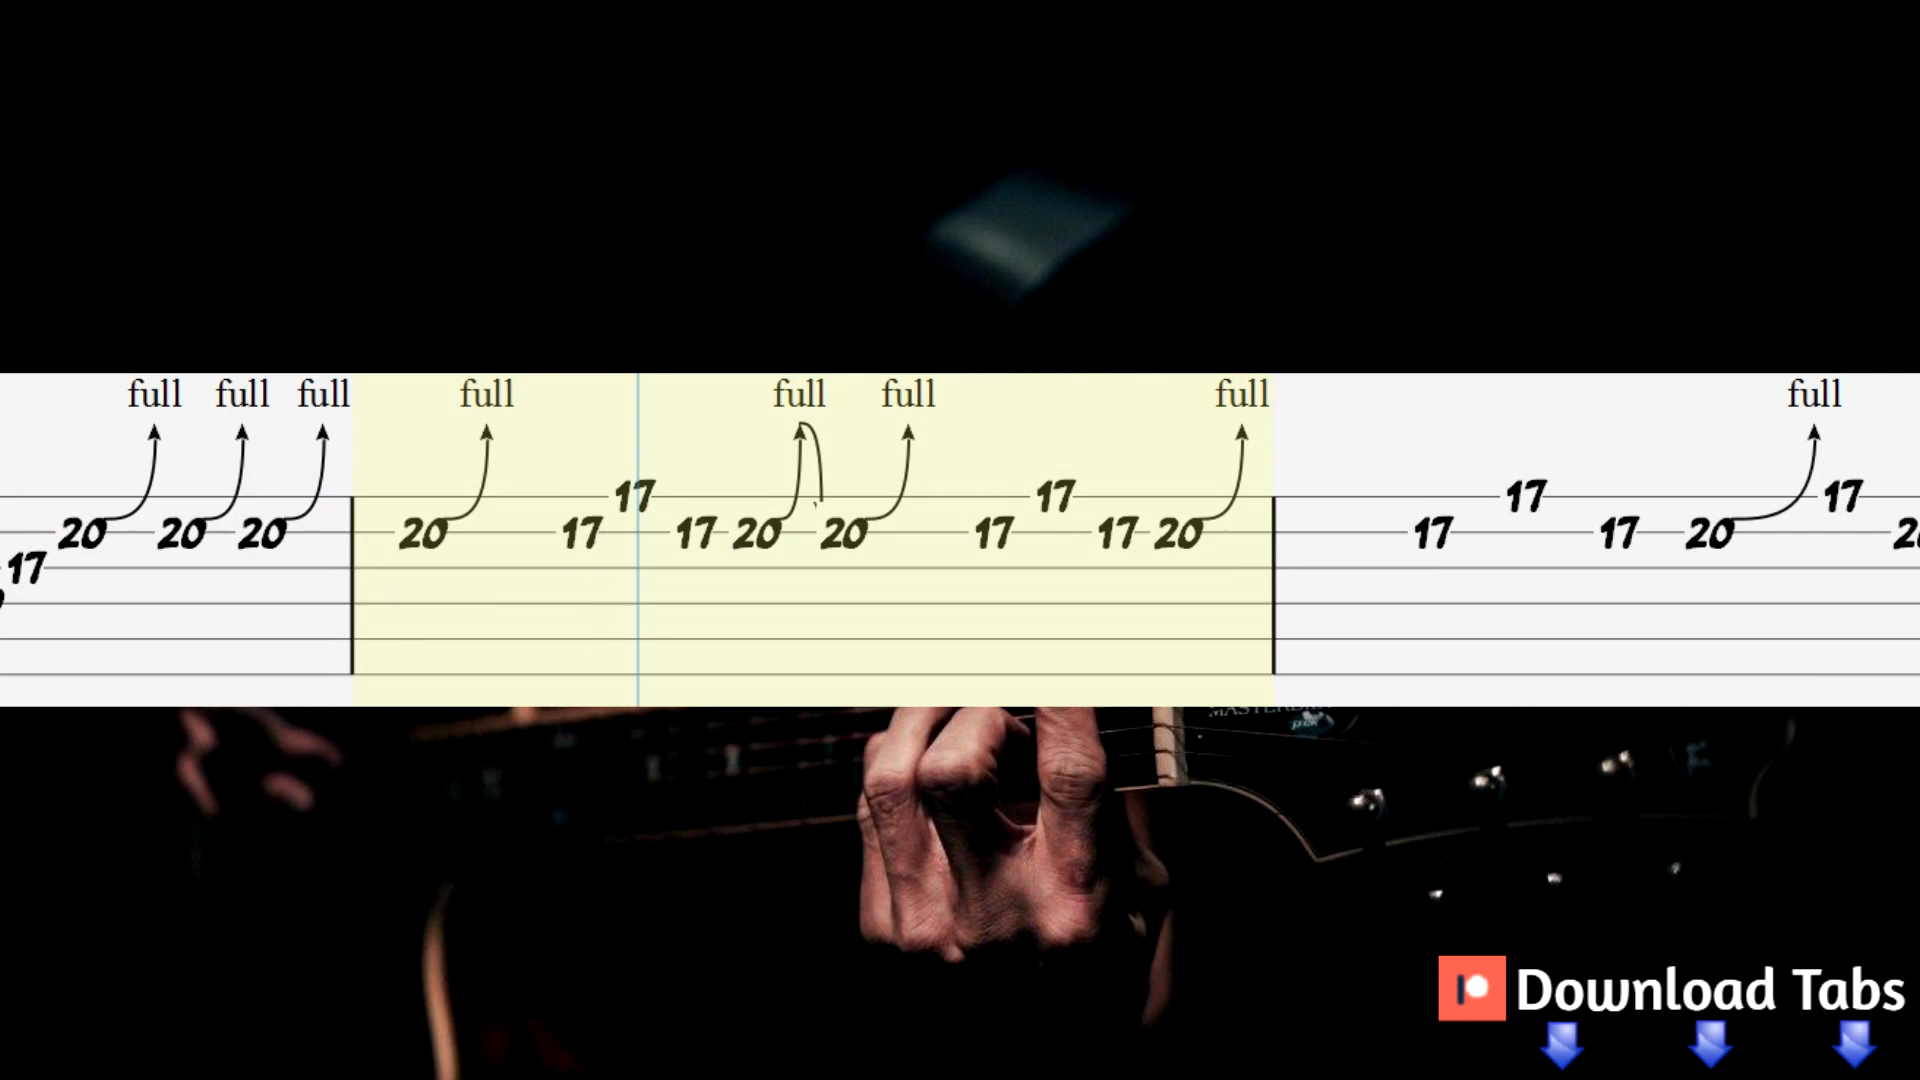 full full full full full full full full
17 17 17 17
20 20 20 20 17 17 20 20 17 17 20 17 17 20
17
pick
Download Tabs